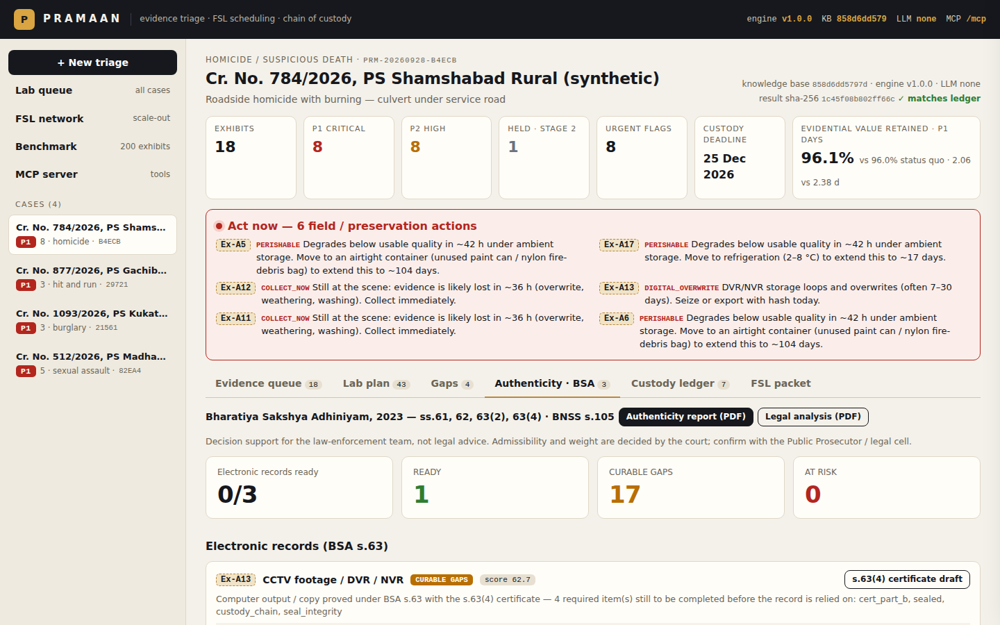 P PRAMAAN evidence triage · FSL scheduling · chain of custody engine v1.0.0 KB 858d6dd579 LLM none MCP /mcp
+ New triage
Lab queue all cases
FSL network scale-out
Benchmark 200 exhibits
MCP server tools
CASES (4)
Cr. No. 784/2026, PS Shams...
P1 8 · homicide · B4ECB
Cr. No. 877/2026, PS Gachib...
P1 3 · hit and run · 29721
Cr. No. 1093/2026, PS Kukat...
P1 3 · burglary · 21561
Cr. No. 512/2026, PS Madha...
P1 5 · sexual assault · 82EA4
HOMICIDE / SUSPICIOUS DEATH · PRM-20260928-B4ECB
Cr. No. 784/2026, PS Shamshabad Rural (synthetic)
Roadside homicide with burning — culvert under service road
knowledge base 858d6dd5797d · engine v1.0.0 · LLM none
result sha-256 1c45f08b802ff66c ✓ matches ledger
EXHIBITS
18
P1 CRITICAL
8
P2 HIGH
8
HELD · STAGE 2
1
URGENT FLAGS
8
CUSTODY
DEADLINE
25 Dec
2026
EVIDENTIAL VALUE RETAINED · P1
DAYS
96.1% vs 96.0% status quo · 2.06
vs 2.38 d
Act now — 6 field / preservation actions
Ex-A5 PERISHABLE Degrades below usable quality in ~42 h under ambient
storage. Move to an airtight container (unused paint can / nylon fire-
debris bag) to extend this to ~104 days.
Ex-A17 PERISHABLE Degrades below usable quality in ~42 h under ambient
storage. Move to refrigeration (2–8 °C) to extend this to ~17 days.
Ex-A12 COLLECT_NOW Still at the scene: evidence is likely lost in ~36 h (overwrite,
weathering, washing). Collect immediately.
Ex-A13 DIGITAL_OVERWRITE DVR/NVR storage loops and overwrites (often 7–30
days). Seize or export with hash today.
Ex-A11 COLLECT_NOW Still at the scene: evidence is likely lost in ~36 h (overwrite,
weathering, washing). Collect immediately.
Ex-A6 PERISHABLE Degrades below usable quality in ~42 h under ambient
storage. Move to an airtight container (unused paint can / nylon fire-
debris bag) to extend this to ~104 days.
Evidence queue 18 Lab plan 43 Gaps 4 Authenticity · BSA 3 Custody ledger 7 FSL packet
Bharatiya Sakshya Adhiniyam, 2023 — ss.61, 62, 63(2), 63(4) · BNSS s.105 Authenticity report (PDF) Legal analysis (PDF)
Decision support for the law-enforcement team, not legal advice. Admissibility and weight are decided by the court; confirm with the Public Prosecutor / legal cell.
Electronic records ready
0/3
READY
1
CURABLE GAPS
17
AT RISK
0
Electronic records (BSA s.63)
Ex-A13 CCTV footage / DVR / NVR CURABLE GAPS score 62.7 s.63(4) certificate draft
Computer output / copy proved under BSA s.63 with the s.63(4) certificate — 4 required item(s) still to be completed before the record is relied on: cert_part_b, sealed,
custody_chain, seal_integrity